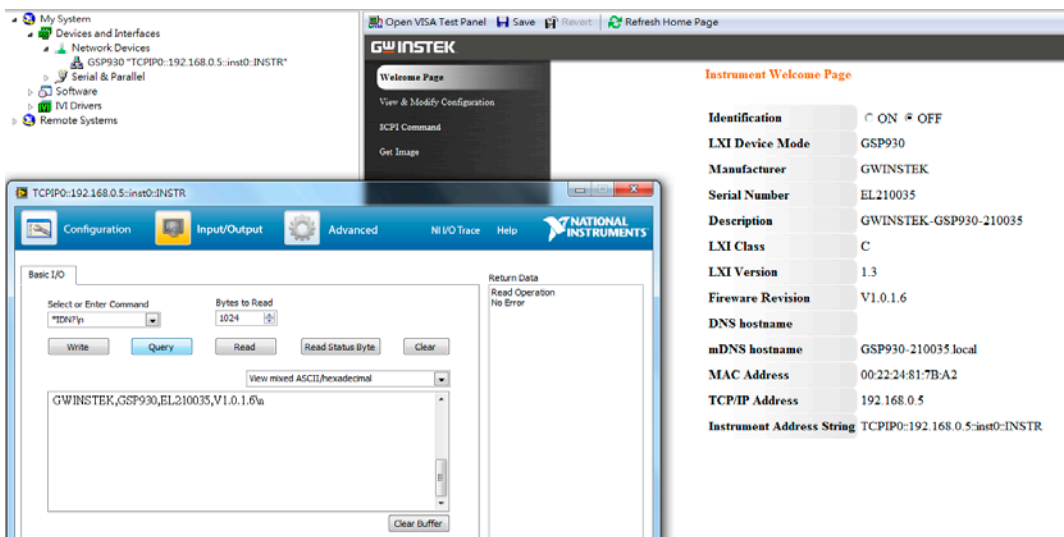 My System
Devices and Interfaces
Network Devices
GSP930 "TCPIP0::192.168.0.5::inst0::INSTR"
Serial & Parallel
Software
IVI Drivers
Remote Systems
Open VISA Test Panel Save Revert Refresh Home Page
GWINSTEK
Welcome Page
View & Modify Configuration
SCPI Command
Get Image
Instrument Welcome Page
Identification ON OFF
LXI Device Mode GSP930
Manufacturer GWINSTEK
Serial Number EL210035
Description GWINSTEK-GSP930-210035
LXI Class C
LXI Version 1.3
Fireware Revision V1.0.1.6
DNS hostname
mDNS hostname GSP930-210035.local
MAC Address 00:22:24:81:7B:A2
TCP/IP Address 192.168.0.5
Instrument Address String TCPIP0::192.168.0.5::inst0::INSTR
TCPIP0::192.168.0.5::inst0::INSTR
Configuration Input/Output Advanced NI I/O Trace Help NATIONAL INSTRUMENTS
Basic I/O
Select or Enter Command Bytes to Read
*IDN?\n 1024
Write Query Read Read Status Byte Clear
View mixed ASCII/hexadecimal
GWINSTEK,GSP930,EL210035,V1.0.1.6\n
Clear Buffer
Return Data
Read Operation
No Error